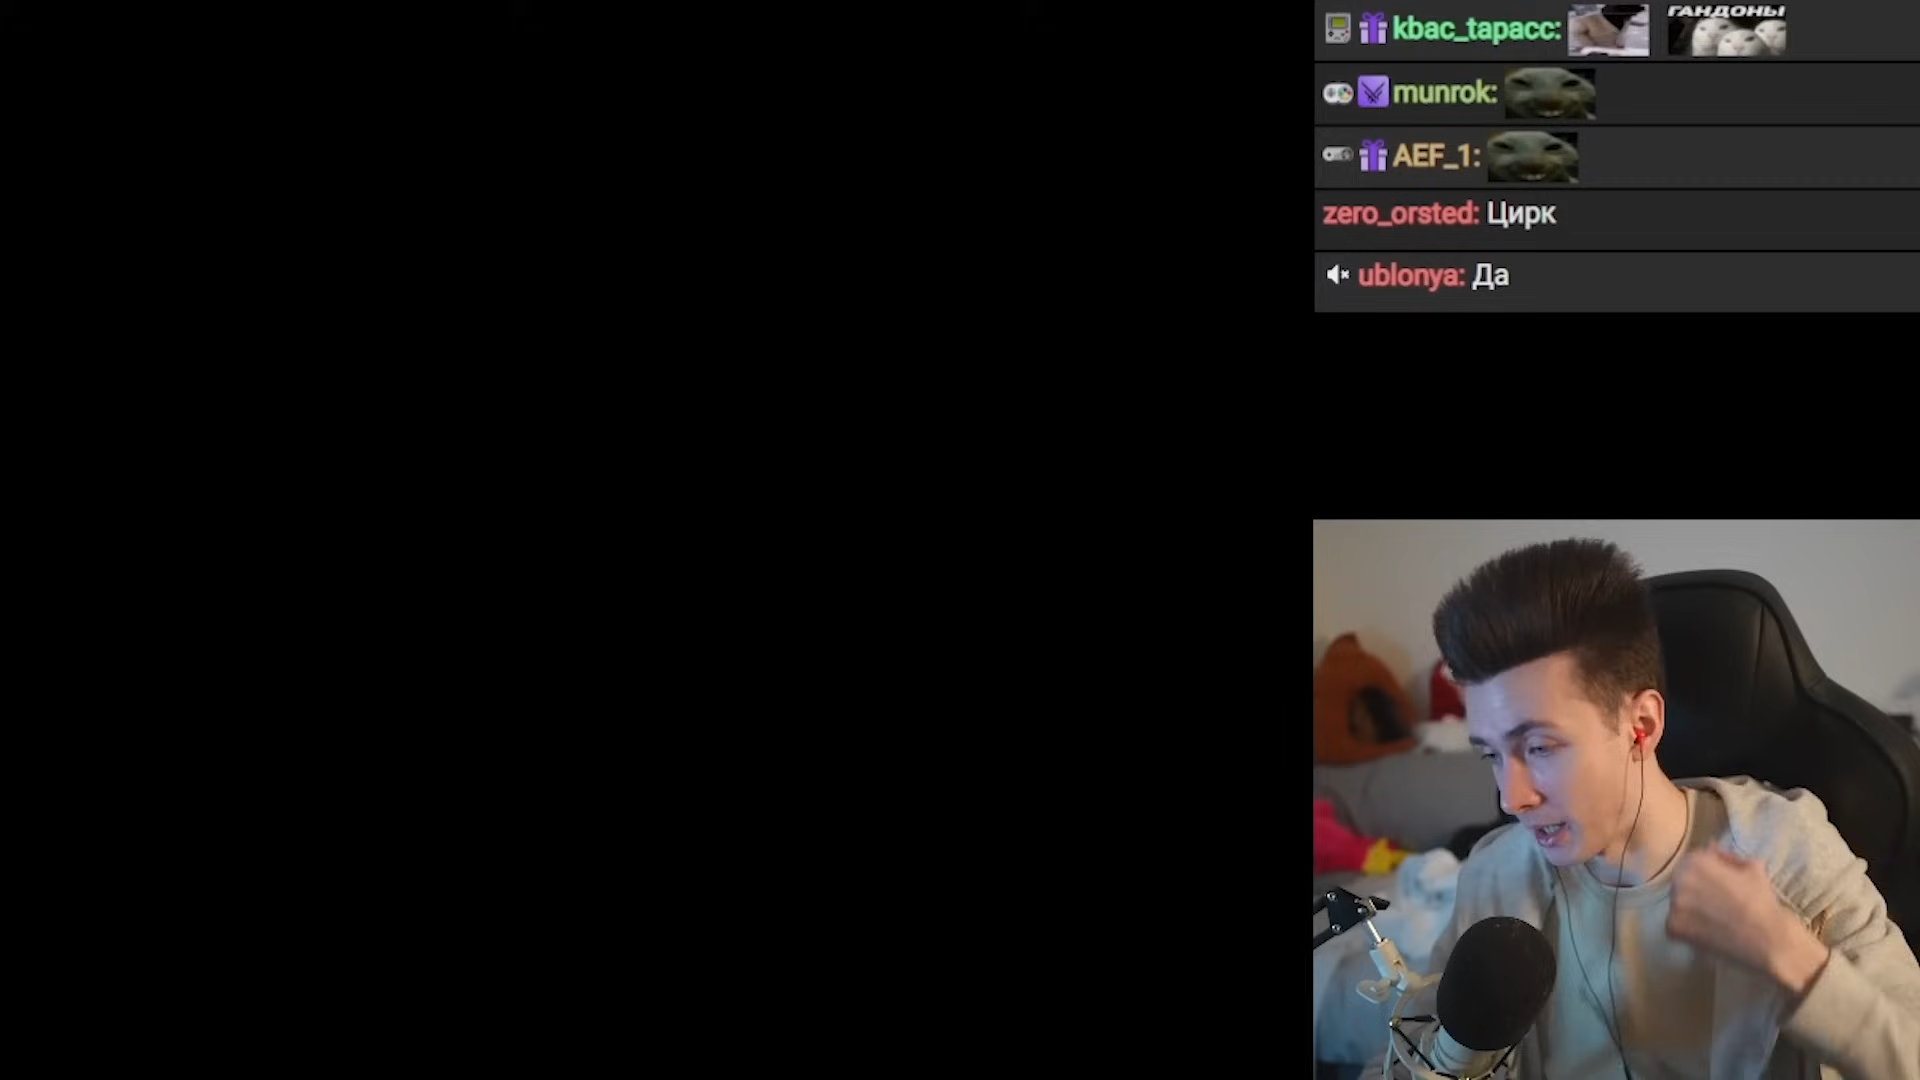 kbac_tapacc: ГАНДОНЫ
munrok:
AEF_1:
zero_orsted: Цирк
ublonya: Да